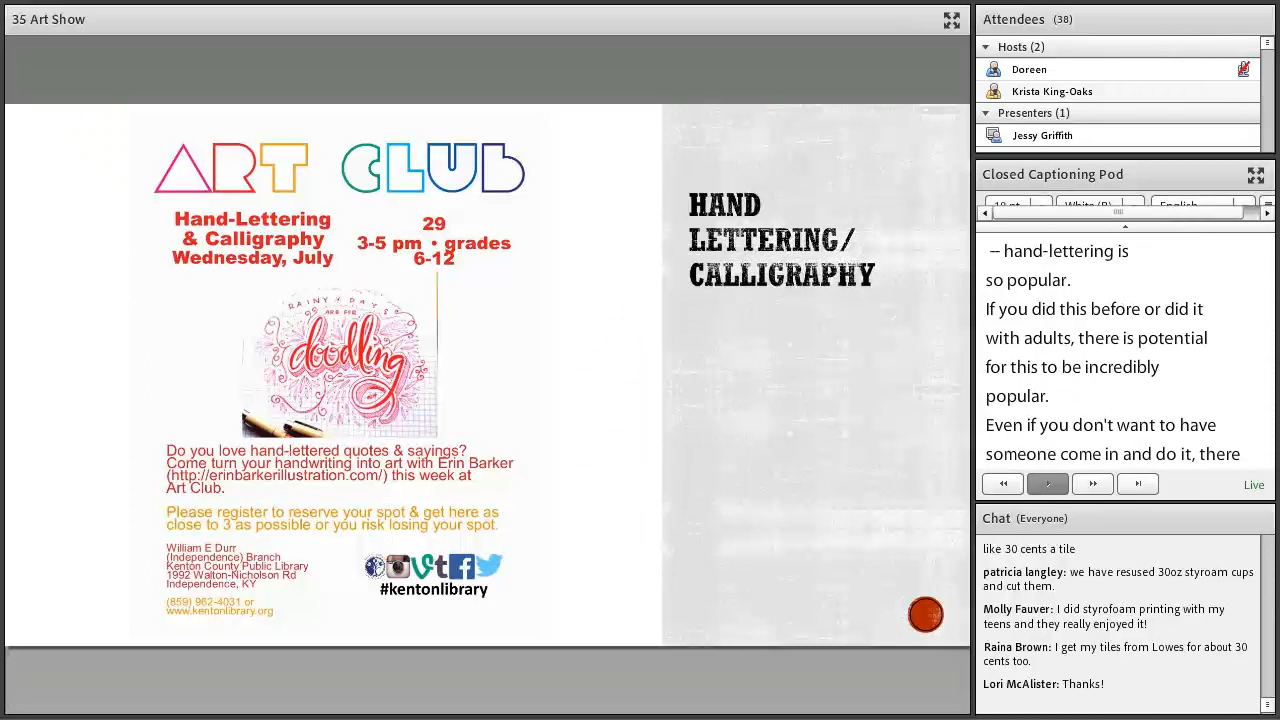 35 Art Show
ART CLUB
Hand-Lettering
& Calligraphy
Wednesday, July
29
3-5 pm • grades
6-12
RAINY DAYS
ARE FOR
doodling
Do you love hand-lettered quotes & sayings?
Come turn your handwriting into art with Erin Barker
(http://erinbarkerillustration.com/) this week at
Art Club.
Please register to reserve your spot & get here as
close to 3 as possible or you risk losing your spot.
William E Durr
(Independence) Branch
Kenton County Public Library
1992 Walton-Nicholson Rd
Independence, KY
(859) 962-4031 or
www.kentonlibrary.org
#kentonlibrary
HAND
LETTERING/
CALLIGRAPHY
Attendees (38)
Hosts (2)
Doreen
Krista King-Oaks
Presenters (1)
Jessy Griffith
Closed Captioning Pod
18 pt White (B) English
-- hand-lettering is
so popular.
If you did this before or did it
with adults, there is potential
for this to be incredibly
popular.
Even if you don't want to have
someone come in and do it, there
Live
Chat (Everyone)
like 30 cents a tile
patricia langley: we have resused 30oz styroam cups
and cut them.
Molly Fauver: I did styrofoam printing with my
teens and they really enjoyed it!
Raina Brown: I get my tiles from Lowes for about 30
cents too.
Lori McAlister: Thanks!